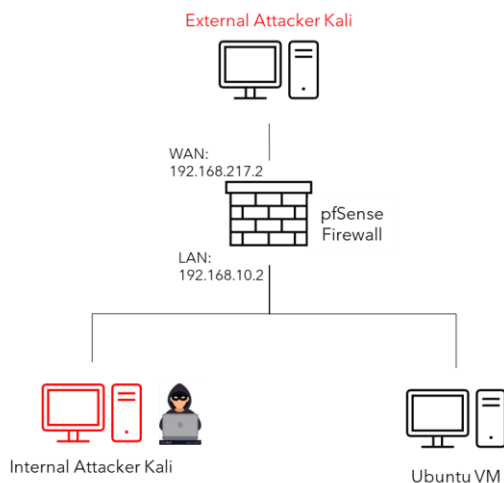 External Attacker Kali
WAN:
192.168.217.2
pfSense
Firewall
LAN:
192.168.10.2
Internal Attacker Kali
Ubuntu VM